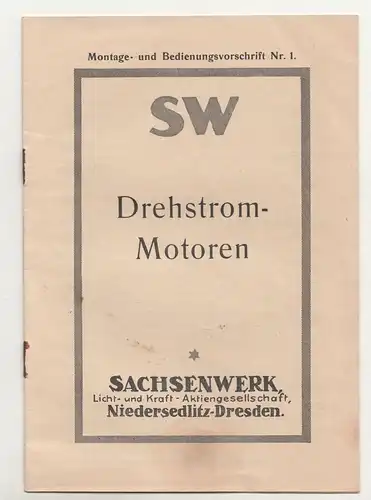 Montage- und Bedienungsvorschrift Nr. 1.
SW
Drehstrom-
Motoren
SACHSENWERK,
Licht- und Kraft-Aktiengesellschaft,
Niedersedlitz-Dresden.